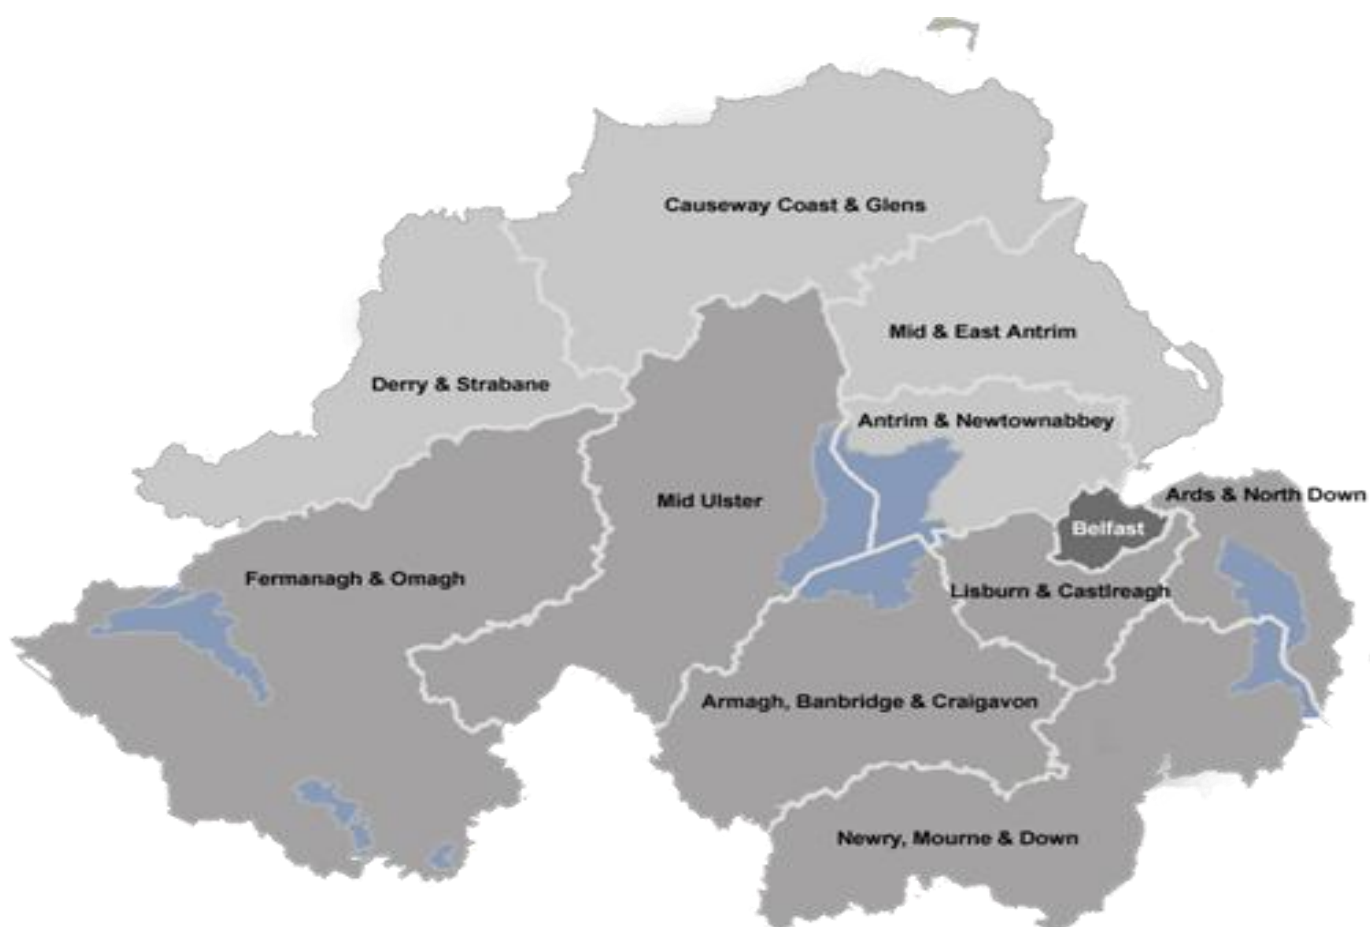 Causeway Coast & Glens
Mid & East Antrim
Derry & Strabane
Antrim & Newtownabbey
Mid Ulster
Ards & North Down
Belfast
Fermanagh & Omagh
Lisburn & Castlreagh
Armagh, Banbridge & Craigavon
Newry, Mourne & Down